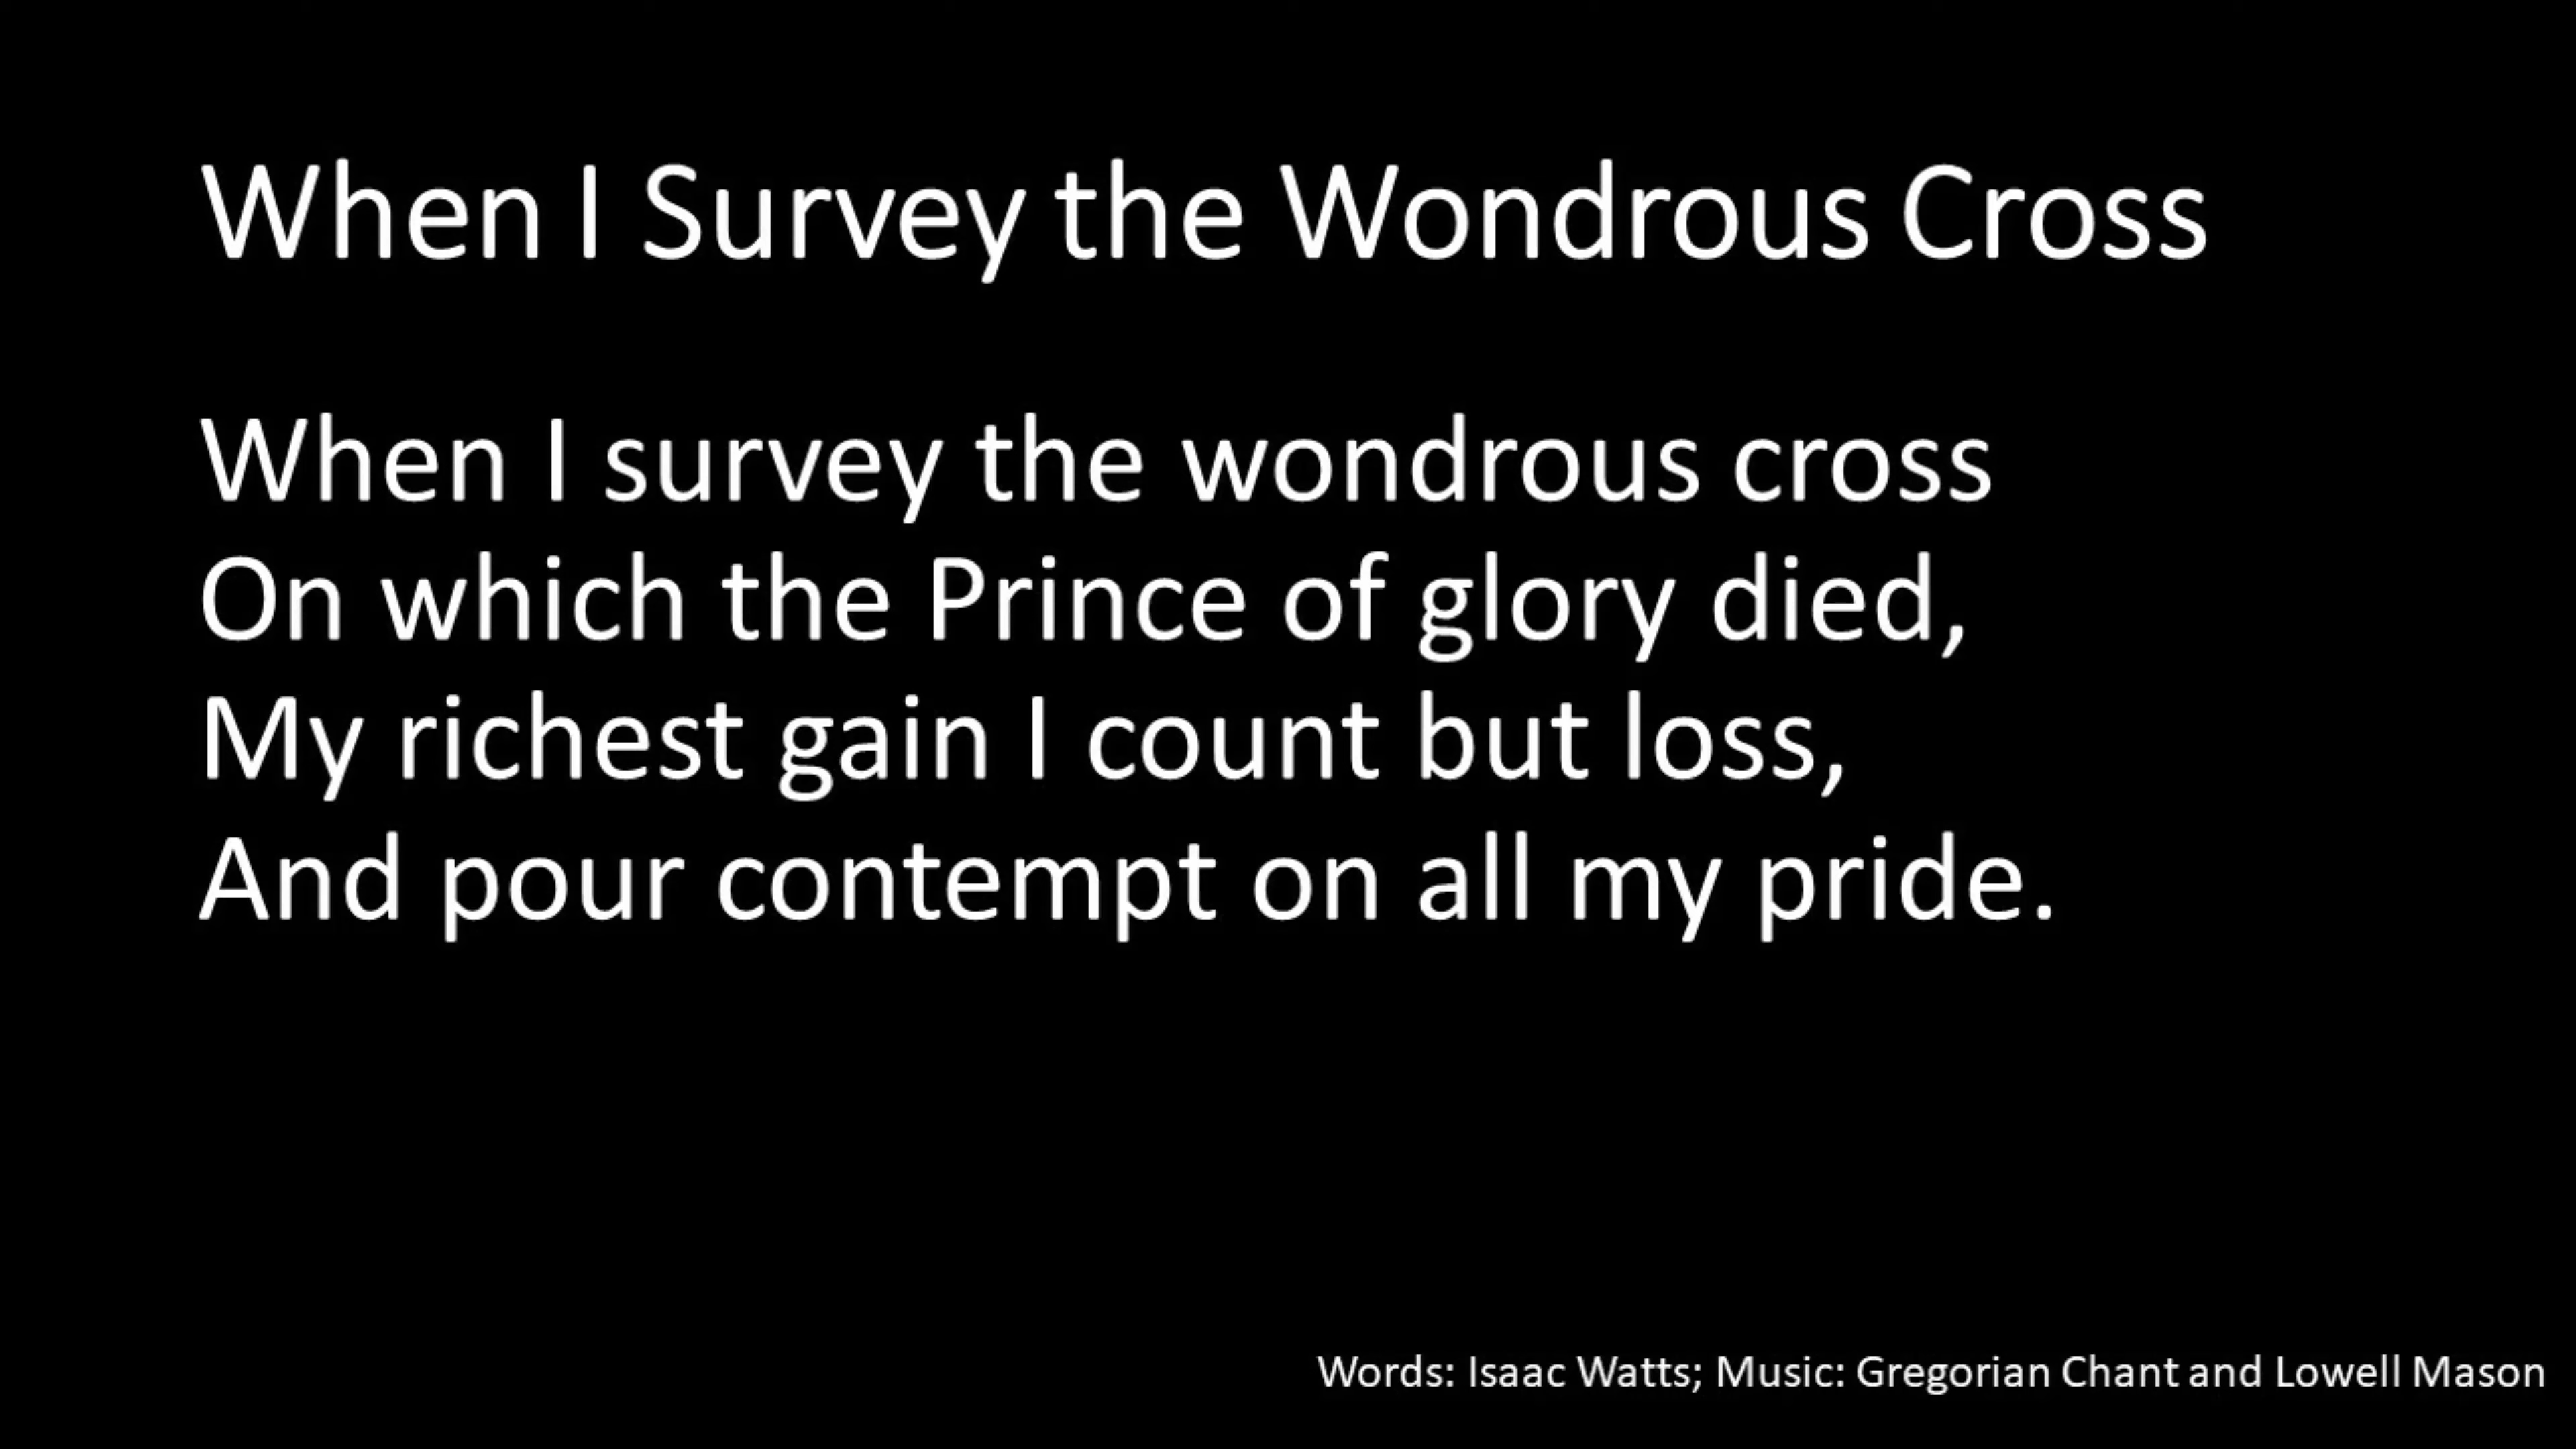 When I Survey the Wondrous Cross
When I survey the wondrous cross
On which the Prince of glory died,
My richest gain I count but loss,
And pour contempt on all my pride.
Words: Isaac Watts; Music: Gregorian Chant and Lowell Mason